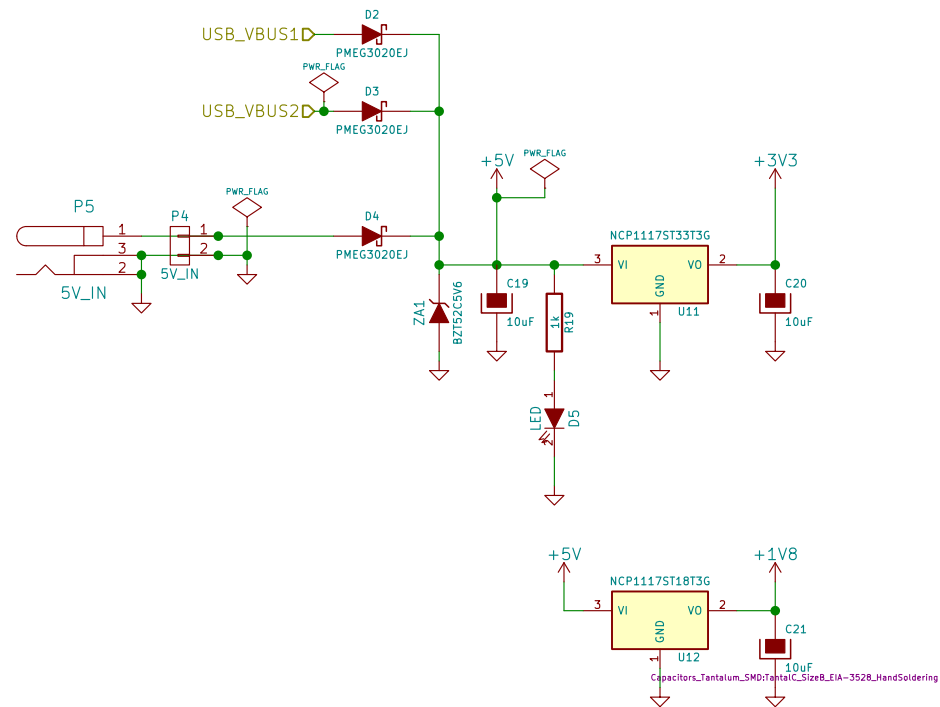 D2
USB_VBUS1
PMEG3020EJ
PWR_FLAG
D3
USB_VBUS2
PMEG3020EJ
PWR_FLAG
+5V
+3V3
PWR_FLAG
P5
P4
D4
1
1
NCP1117ST33T3G
3
2
PMEG3020EJ
3
VI
VO
2
2
5V_IN
GND
5V_IN
ZA1
BZT52C5V6
C19
10uF
1k
R19
1
U11
C20
10uF
1
LED
D5
2
+5V
+1V8
NCP1117ST18T3G
3
VI
VO
2
GND
C21
1
U12
10uF
Capacitors_Tantalum_SMD:TantalC_SizeB_EIA-3528_HandSoldering